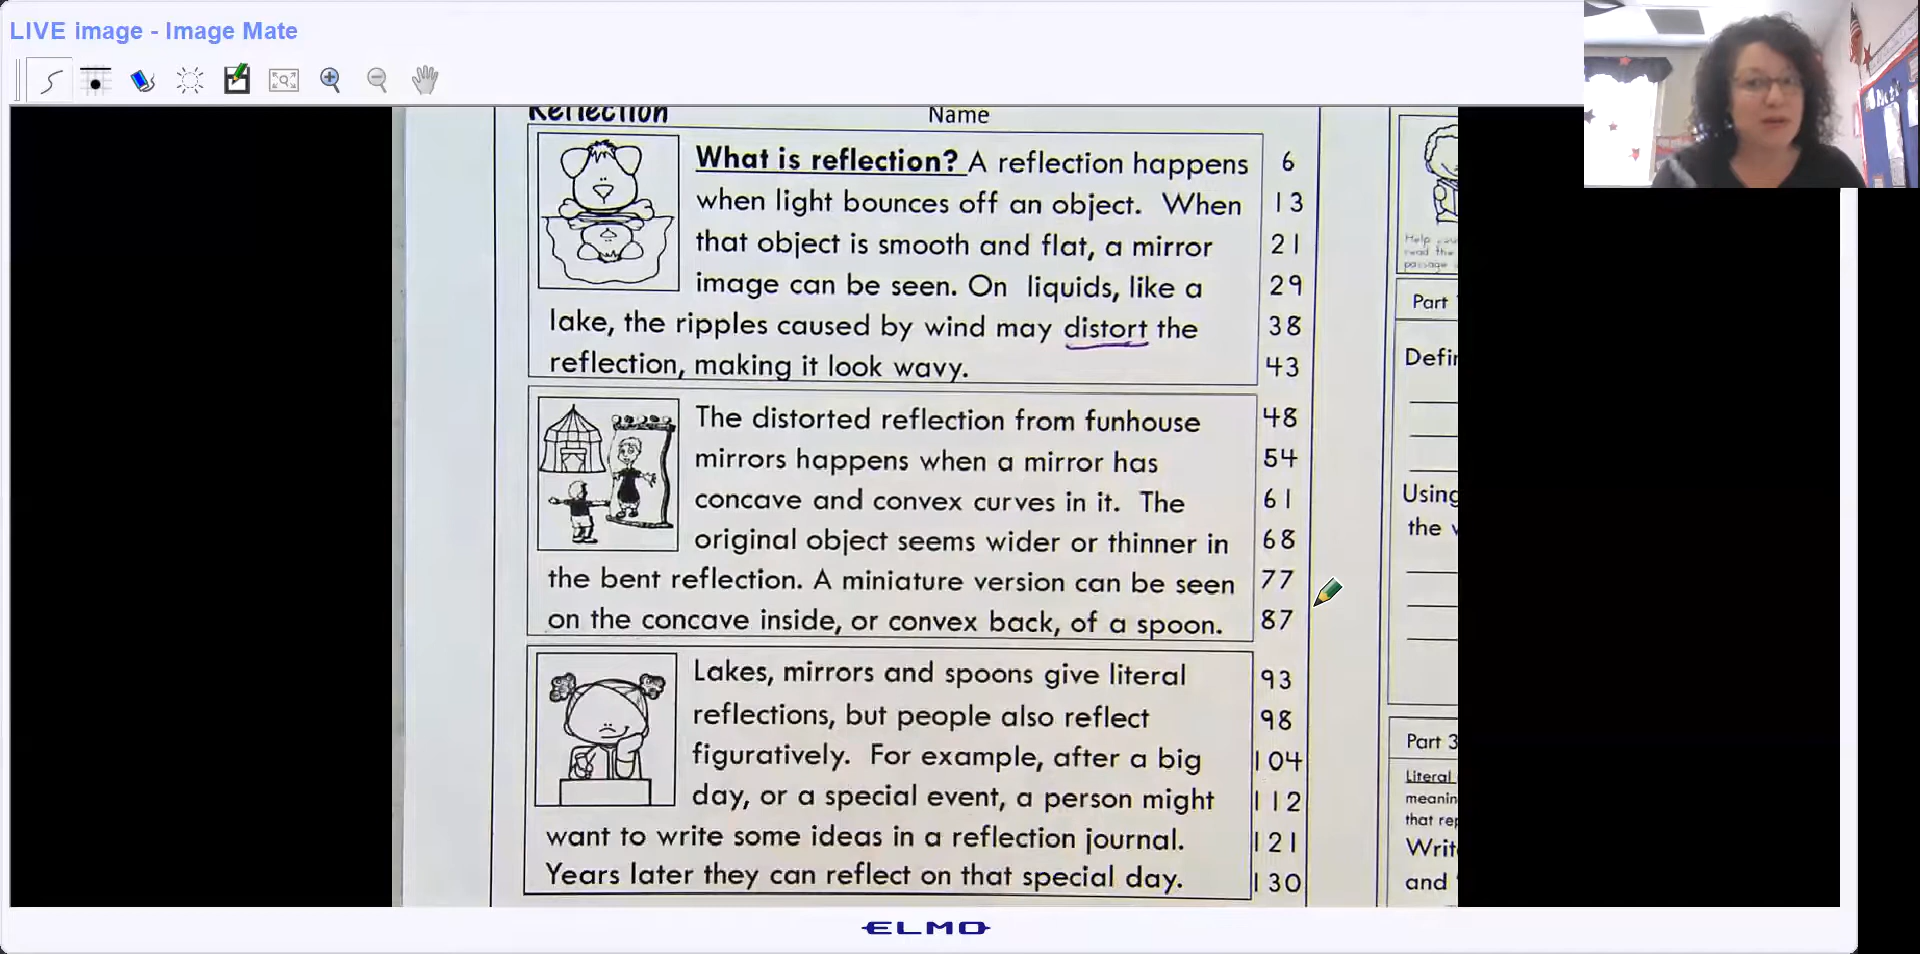 LIVE image - Image Mate
Reflection Name
What is reflection? A reflection happens 6
when light bounces off an object. When 13
that object is smooth and flat, a mirror 21
image can be seen. On liquids, like a 29
lake, the ripples caused by wind may distort the 38
reflection, making it look wavy. 43
The distorted reflection from funhouse 48
mirrors happens when a mirror has 54
concave and convex curves in it. The 61
original object seems wider or thinner in 68
the bent reflection. A miniature version can be seen 77
on the concave inside, or convex back, of a spoon. 87
Lakes, mirrors and spoons give literal 93
reflections, but people also reflect 98
figuratively. For example, after a big 104
day, or a special event, a person might 112
want to write some ideas in a reflection journal. 121
Years later they can reflect on that special day. 130
Help
read the
passage
Part
Defin
Using
the v
Part 3
Literal
meanin
that rep
Writ
and
ELMO